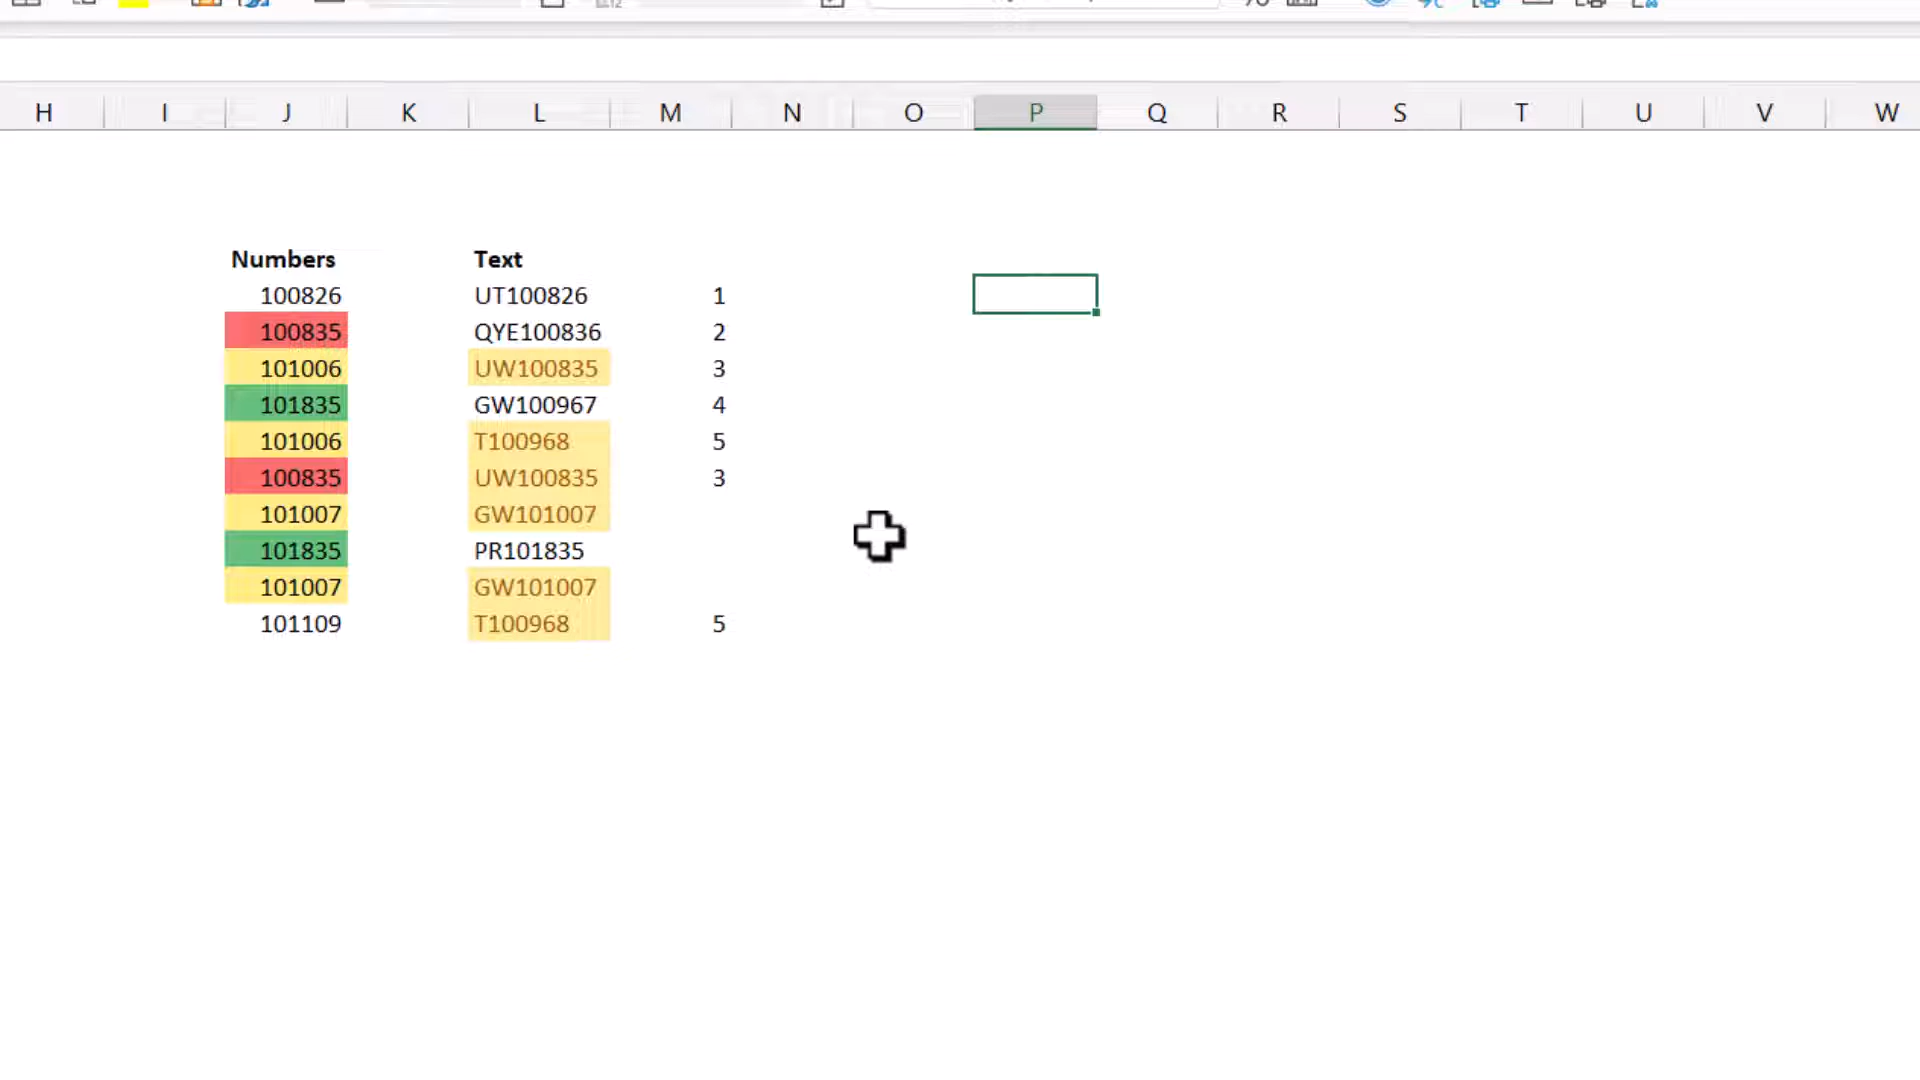 H I J K L M N O P Q R S T U V W
Numbers Text
100826 UT100826 1
100835 QYE100836 2
101006 UW100835 3
101835 GW100967 4
101006 T100968 5
100835 UW100835 3
101007 GW101007
101835 PR101835
101007 GW101007
101109 T100968 5